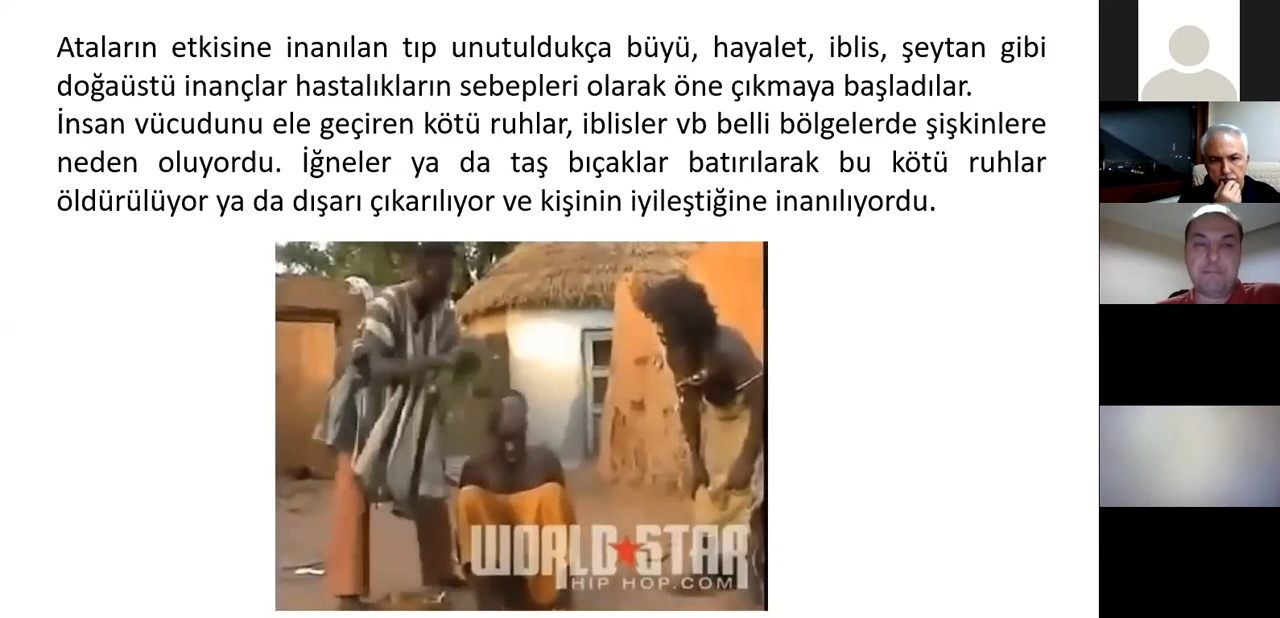 Ataların etkisine inanılan tıp unutuldukça büyü, hayalet, iblis, şeytan gibi
doğaüstü inançlar hastalıkların sebepleri olarak öne çıkmaya başladılar.
İnsan vücudunu ele geçiren kötü ruhlar, iblisler vb belli bölgelerde şişkinlere
neden oluyordu. İğneler ya da taş bıçaklar batırılarak bu kötü ruhlar
öldürülüyor ya da dışarı çıkarılıyor ve kişinin iyileştiğine inanılıyordu.
WORLD STAR
HIP HOP.COM